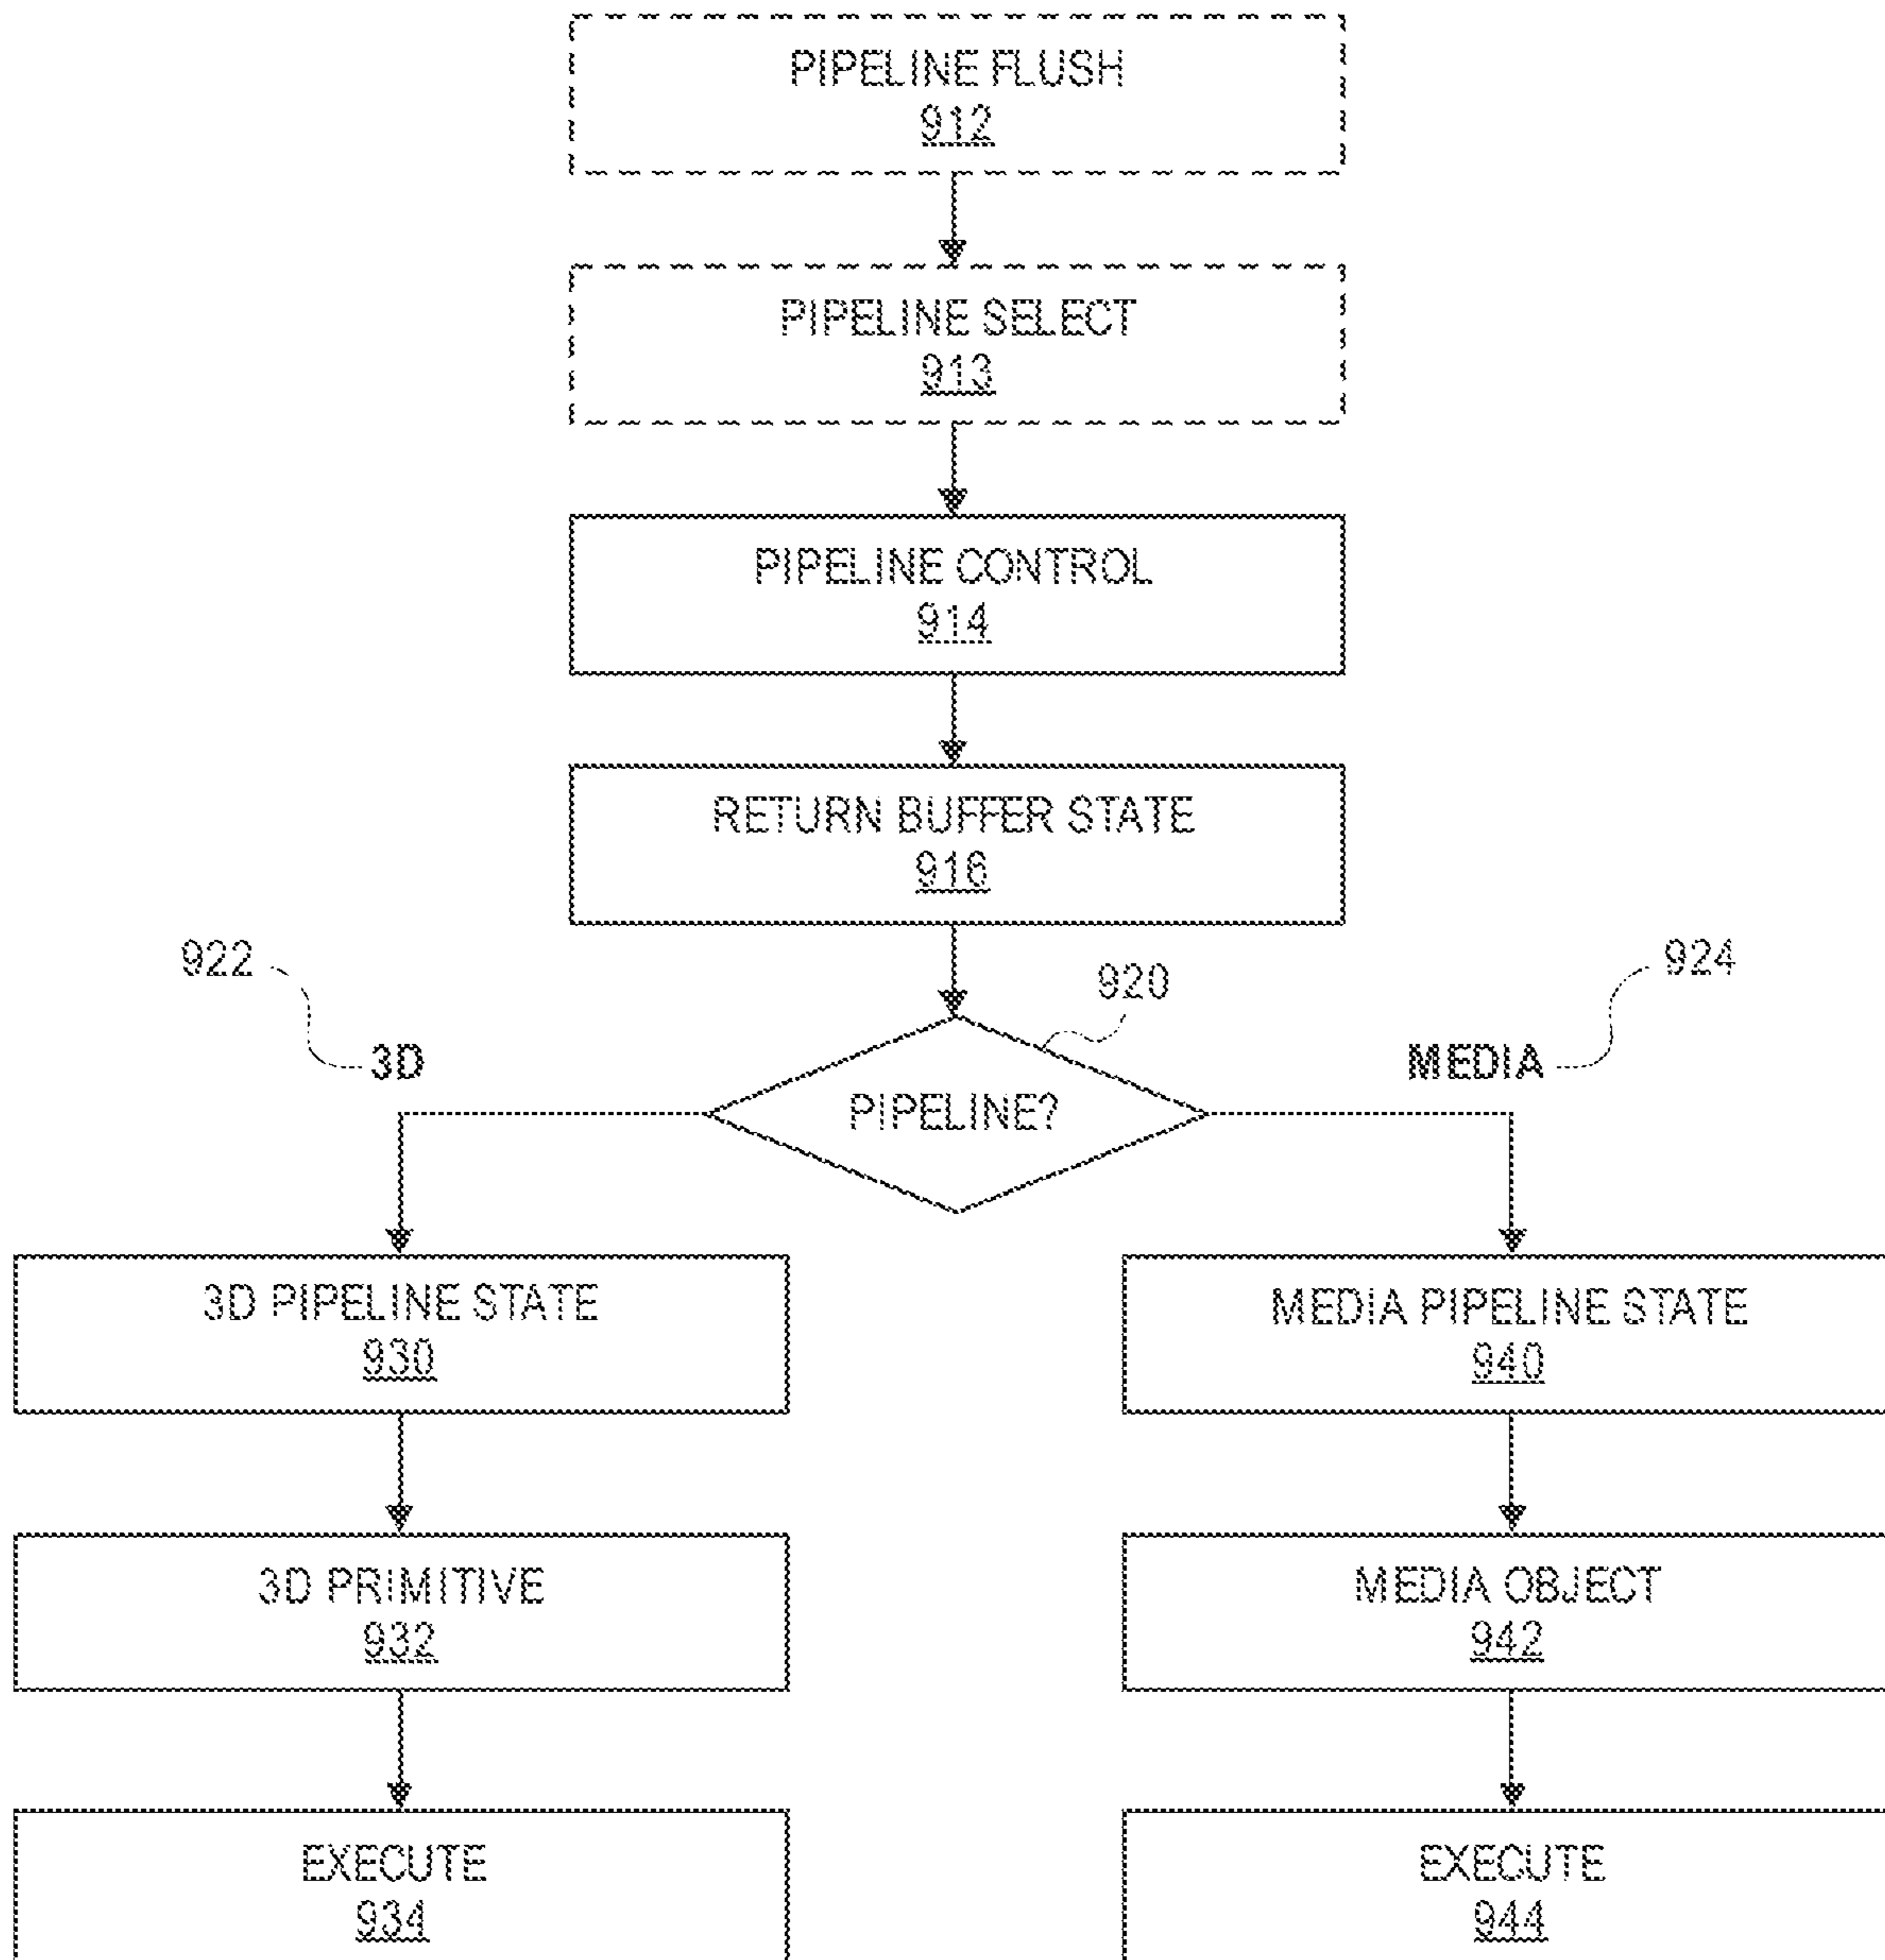 PIPELINE FLUSH
912
PIPELINE SELECT
913
PIPELINE CONTROL
914
RETURN BUFFER STATE
916
922
920
924
3D
MEDIA
PIPELINE?
3D PIPELINE STATE
930
MEDIA PIPELINE STATE
940
3D PRIMITIVE
932
MEDIA OBJECT
942
EXECUTE
934
EXECUTE
944